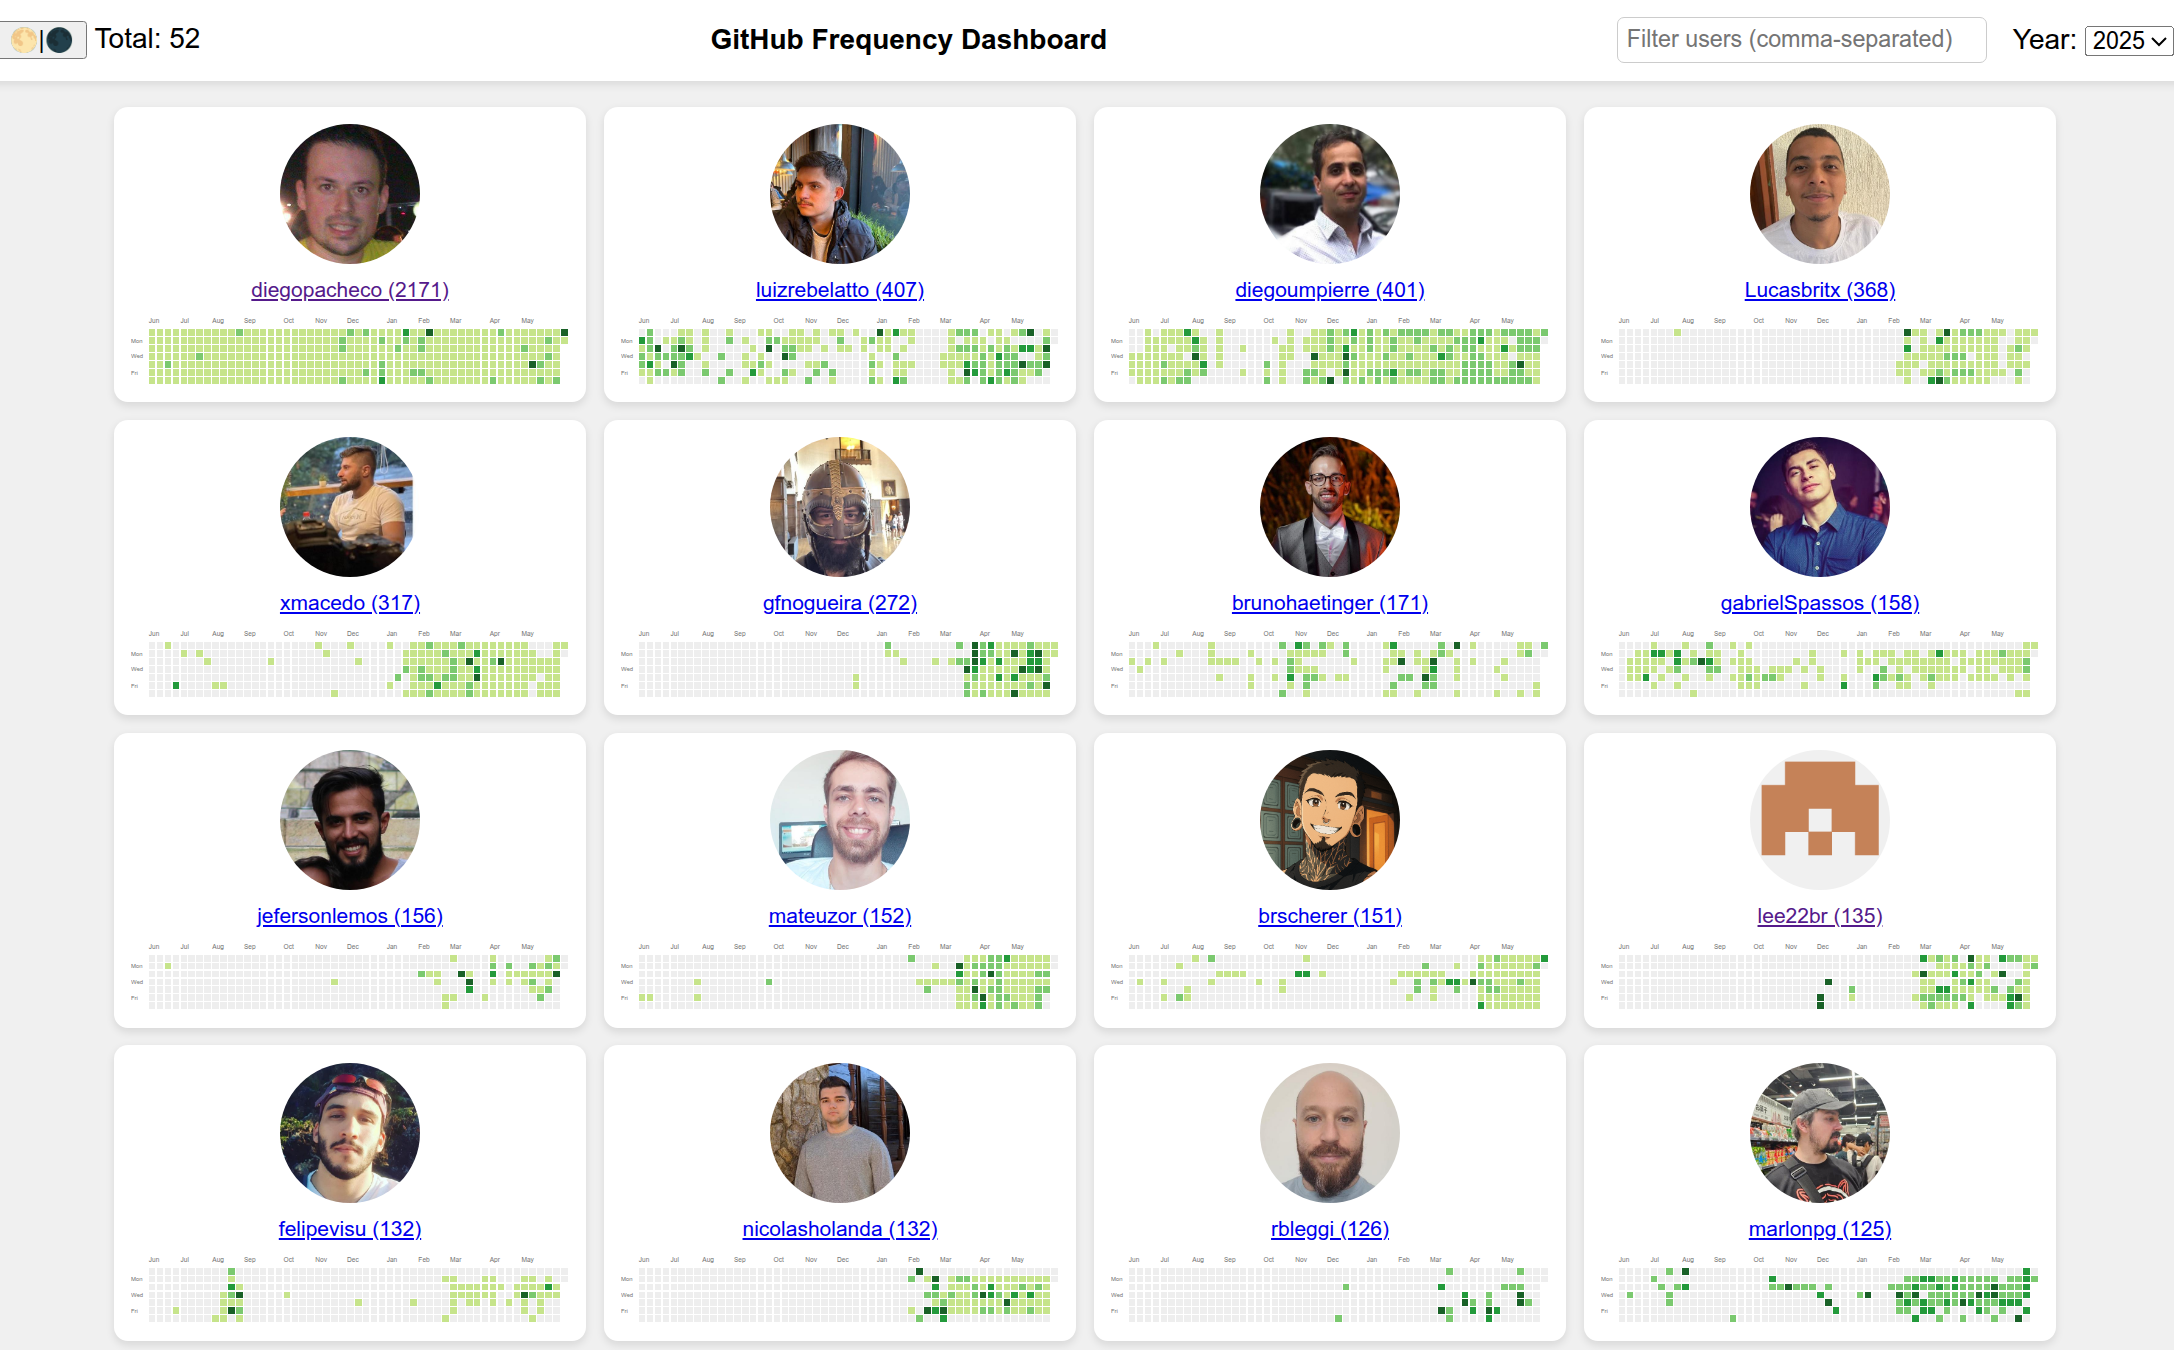 Total: 52
GitHub Frequency Dashboard
Filter users (comma-separated)
Year: 2025
diegopacheco (2171)
Jun Jul Aug Sep Oct Nov Dec Jan Feb Mar Apr May
Mon
Wed
Fri
luizrebelatto (407)
Jun Jul Aug Sep Oct Nov Dec Jan Feb Mar Apr May
Mon
Wed
Fri
diegoumpierre (401)
Jun Jul Aug Sep Oct Nov Dec Jan Feb Mar Apr May
Mon
Wed
Fri
Lucasbritx (368)
Jun Jul Aug Sep Oct Nov Dec Jan Feb Mar Apr May
Mon
Wed
Fri
xmacedo (317)
Jun Jul Aug Sep Oct Nov Dec Jan Feb Mar Apr May
Mon
Wed
Fri
gfnogueira (272)
Jun Jul Aug Sep Oct Nov Dec Jan Feb Mar Apr May
Mon
Wed
Fri
brunohaetinger (171)
Jun Jul Aug Sep Oct Nov Dec Jan Feb Mar Apr May
Mon
Wed
Fri
gabrielSpassos (158)
Jun Jul Aug Sep Oct Nov Dec Jan Feb Mar Apr May
Mon
Wed
Fri
jefersonlemos (156)
Jun Jul Aug Sep Oct Nov Dec Jan Feb Mar Apr May
Mon
Wed
Fri
mateuzor (152)
Jun Jul Aug Sep Oct Nov Dec Jan Feb Mar Apr May
Mon
Wed
Fri
brscherer (151)
Jun Jul Aug Sep Oct Nov Dec Jan Feb Mar Apr May
Mon
Wed
Fri
lee22br (135)
Jun Jul Aug Sep Oct Nov Dec Jan Feb Mar Apr May
Mon
Wed
Fri
felipevisu (132)
Jun Jul Aug Sep Oct Nov Dec Jan Feb Mar Apr May
Mon
Wed
Fri
nicolasholanda (132)
Jun Jul Aug Sep Oct Nov Dec Jan Feb Mar Apr May
Mon
Wed
Fri
rbleggi (126)
Jun Jul Aug Sep Oct Nov Dec Jan Feb Mar Apr May
Mon
Wed
Fri
marlonpg (125)
Jun Jul Aug Sep Oct Nov Dec Jan Feb Mar Apr May
Mon
Wed
Fri